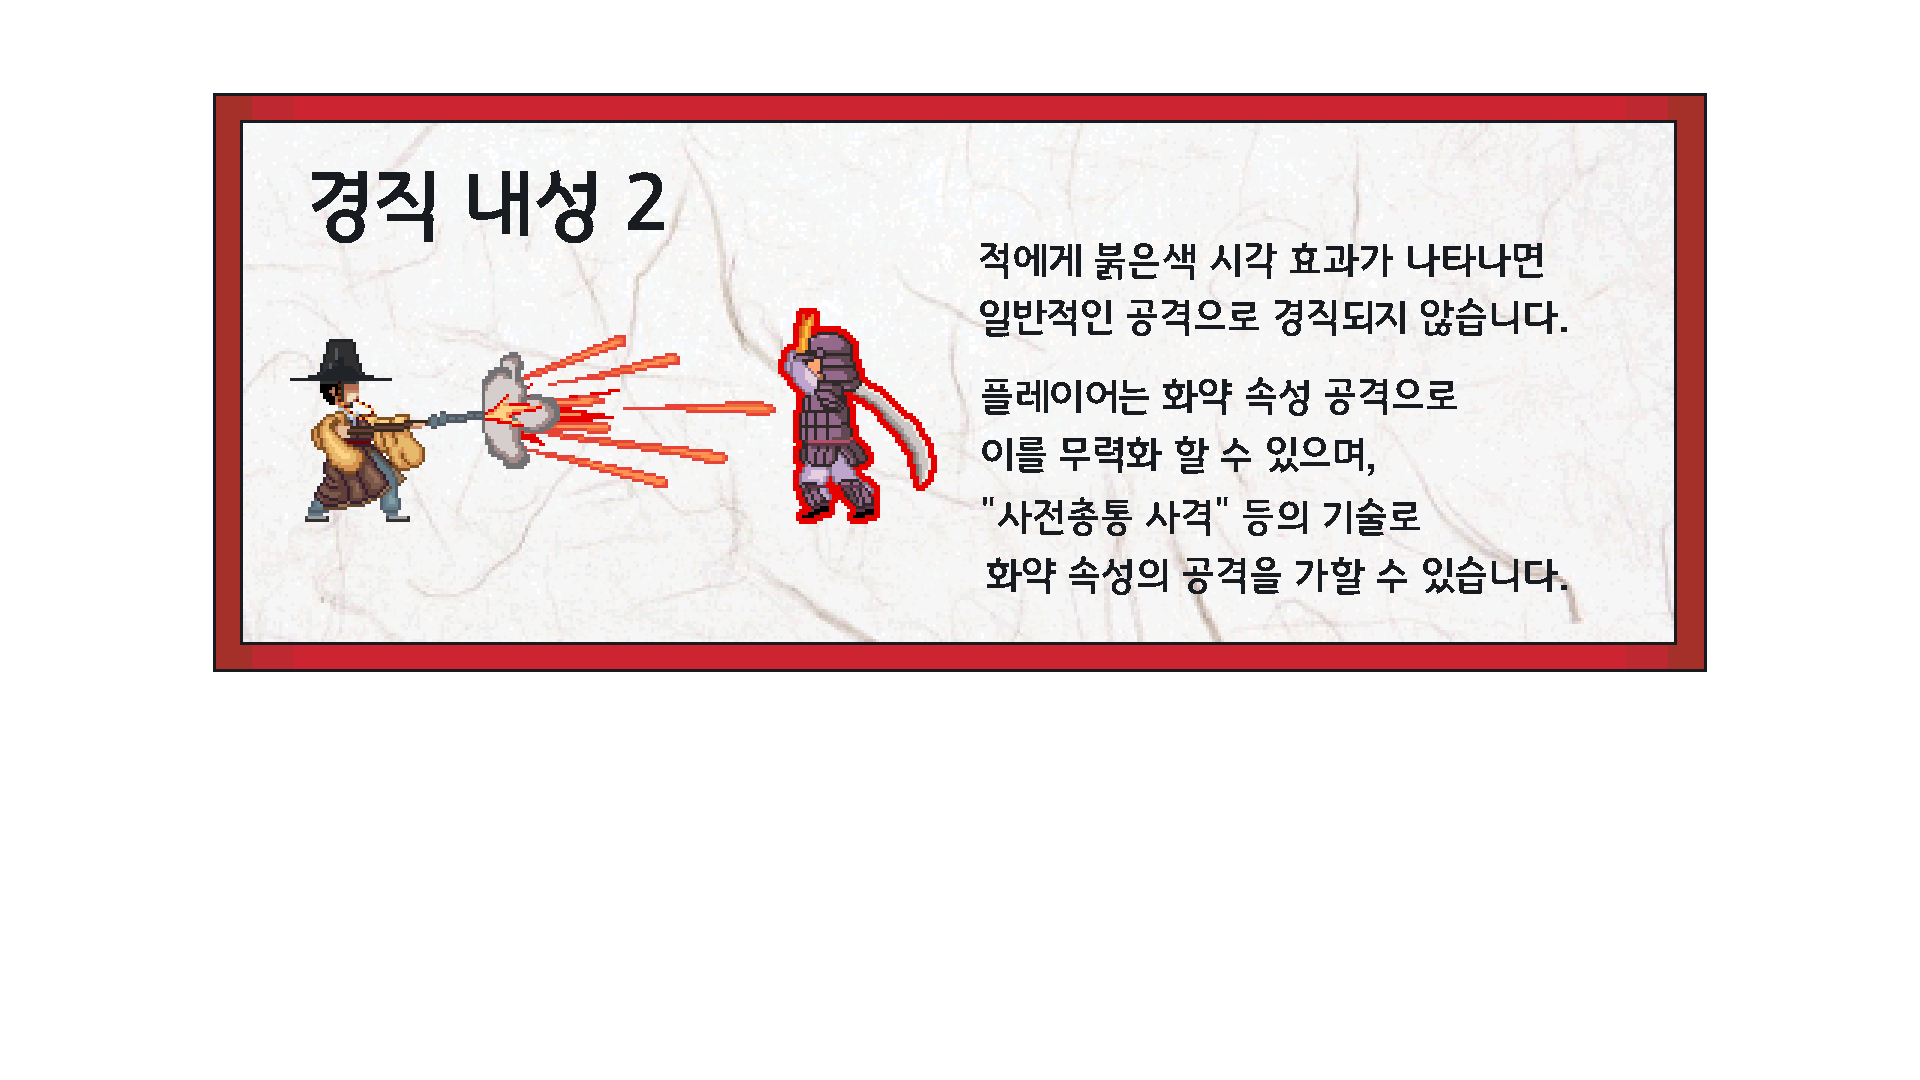 경직 내성 2
적에게 붉은색 시각 효과가 나타나면
일반적인 공격으로 경직되지 않습니다.
플레이어는 화약 속성 공격으로
이를 무력화 할 수 있으며,
"사전총통 사격" 등의 기술로
화약 속성의 공격을 가할 수 있습니다.